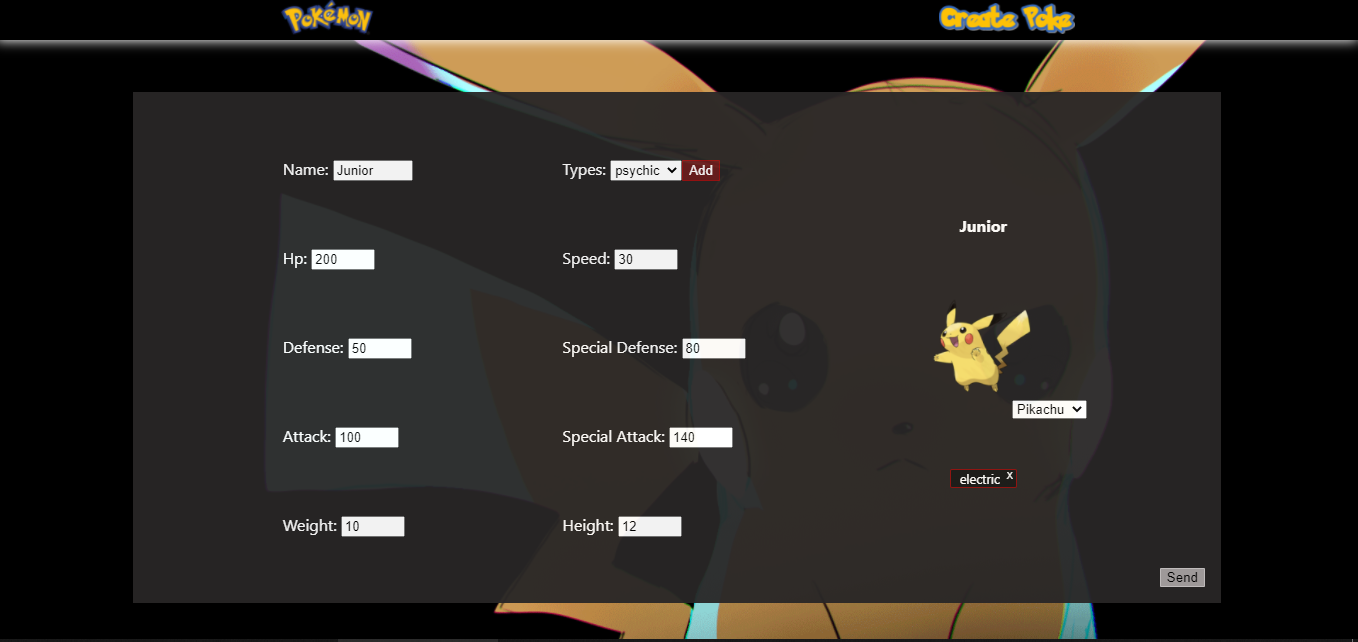 Pokémon Create Poke
Name: Junior Types: psychic Add
Junior
Hp: 200 Speed: 30
Defense: 50 Special Defense: 80
Pikachu
Attack: 100 Special Attack: 140
electric x
Weight: 10 Height: 12
Send